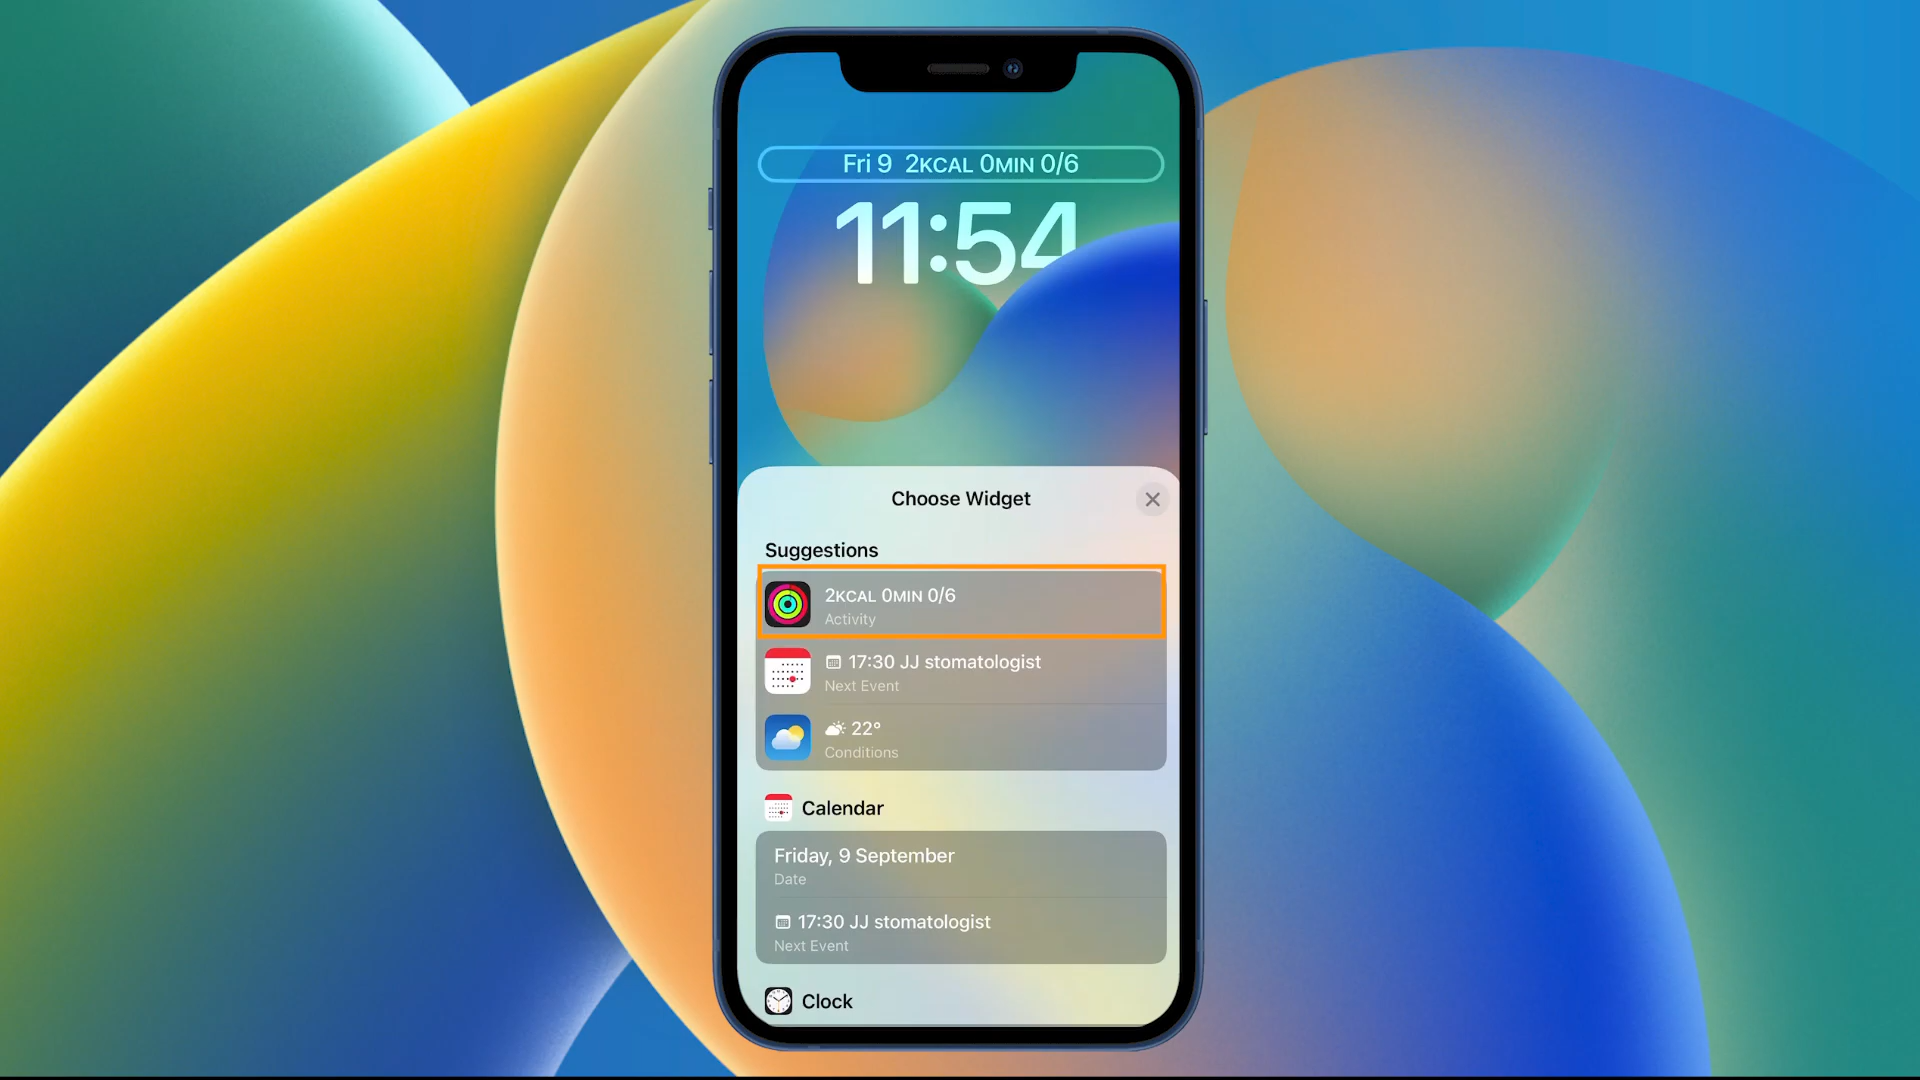 Fri 9 2KCAL 0MIN 0/6
11:54
Choose Widget
Suggestions
2KCAL 0MIN 0/6
Activity
17:30 JJ stomatologist
Next Event
22°
Conditions
Calendar
Friday, 9 September
Date
17:30 JJ stomatologist
Next Event
Clock